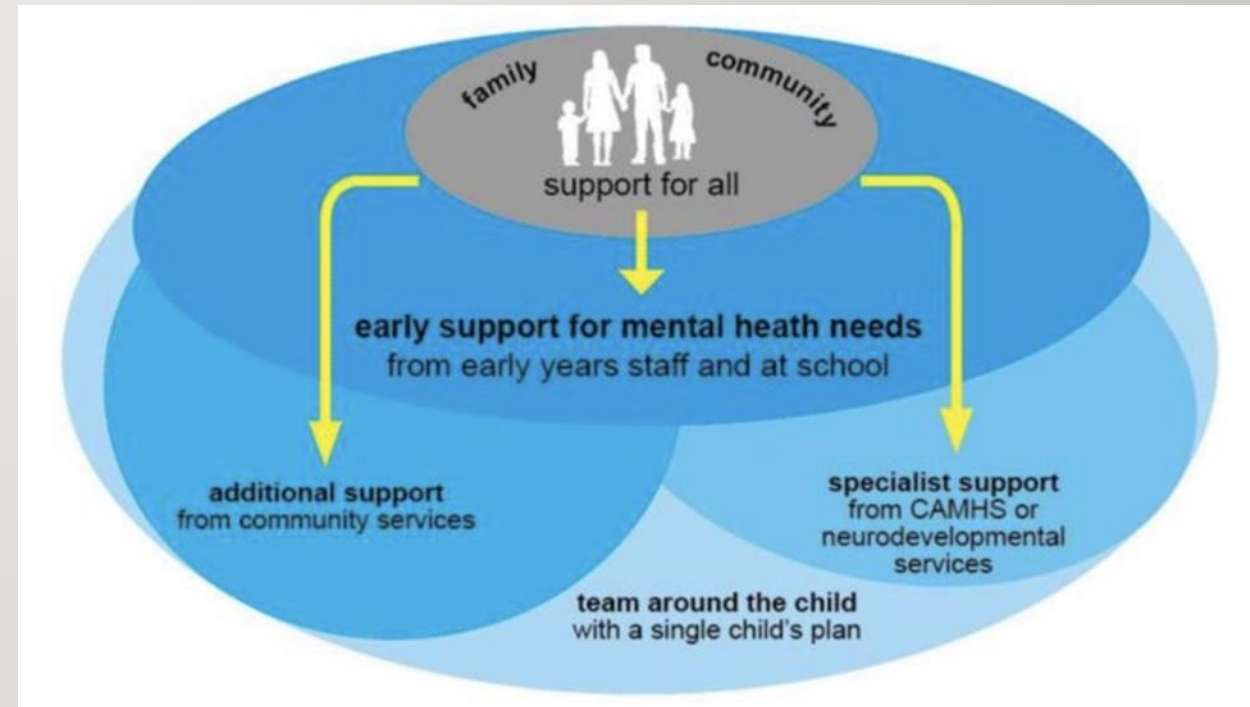 family
community
support for all
early support for mental heath needs
from early years staff and at school
additional support
from community services
specialist support
from CAMHS or
neurodevelopmental
services
team around the child
with a single child's plan